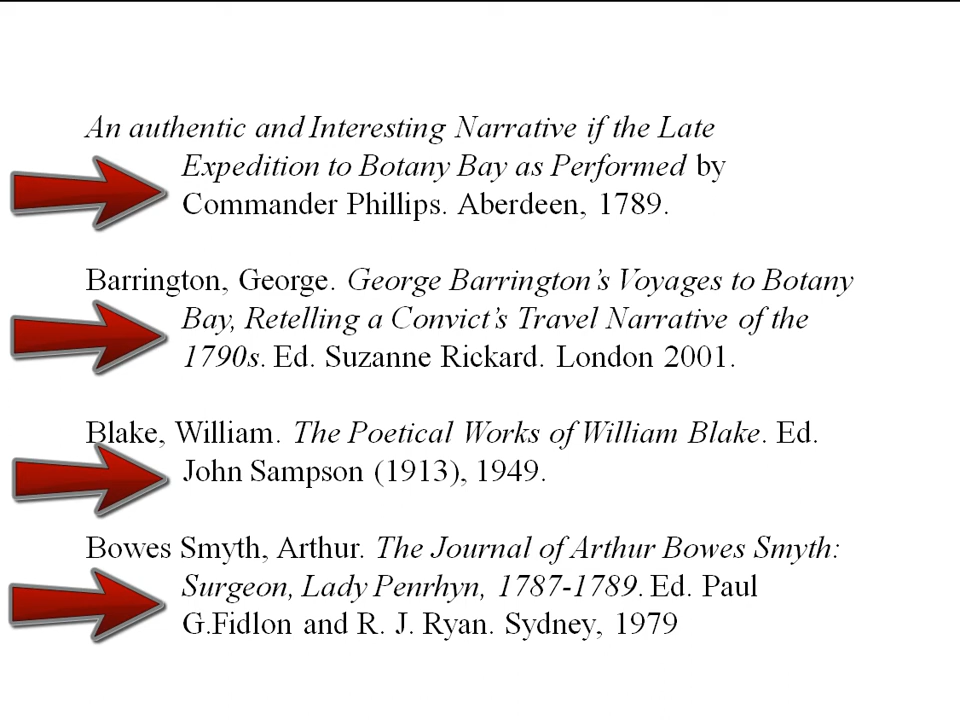 An authentic and Interesting Narrative if the Late
Expedition to Botany Bay as Performed by
Commander Phillips. Aberdeen, 1789.
Barrington, George. George Barrington's Voyages to Botany
Bay, Retelling a Convict's Travel Narrative of the
1790s. Ed. Suzanne Rickard. London 2001.
Blake, William. The Poetical Works of William Blake. Ed.
John Sampson (1913), 1949.
Bowes Smyth, Arthur. The Journal of Arthur Bowes Smyth:
Surgeon, Lady Penrhyn, 1787-1789. Ed. Paul
G.Fidlon and R. J. Ryan. Sydney, 1979